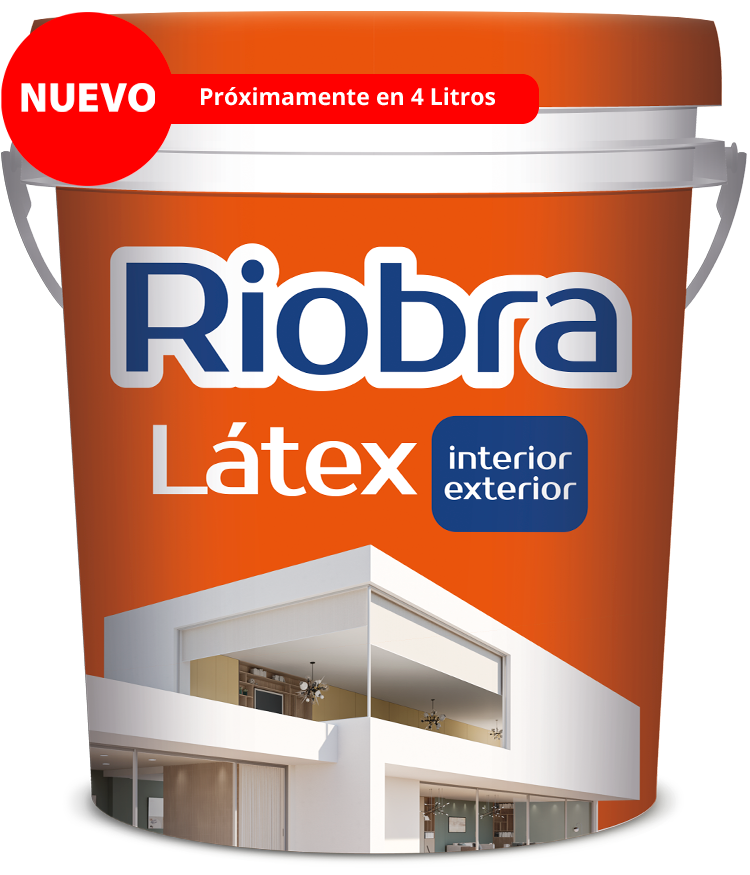 NUEVO
Próximamente en 4 Litros
Riobra
Látex
interior
exterior